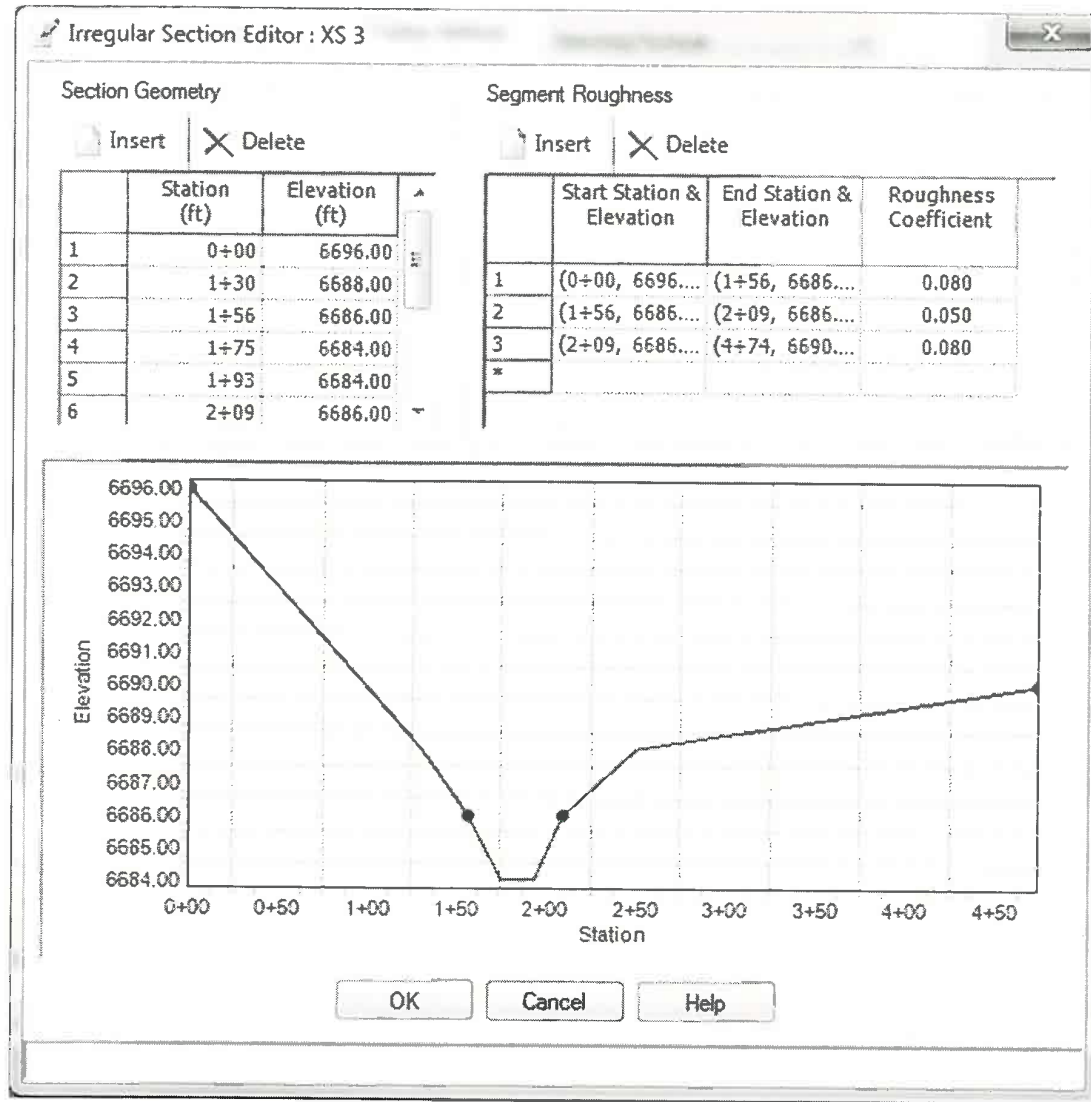 Irregular Section Editor : XS 3
Section Geometry
Insert Delete
Station (ft) Elevation (ft)
1 0+00 6696.00
2 1+30 6688.00
3 1+56 6686.00
4 1+75 6684.00
5 1+93 6684.00
6 2+09 6686.00
Segment Roughness
Insert Delete
Start Station & Elevation End Station & Elevation Roughness Coefficient
1 (0+00, 6696.... (1+56, 6686.... 0.080
2 (1+56, 6686.... (2+09, 6686.... 0.050
3 (2+09, 6686.... (4+74, 6690.... 0.080
*
6696.00
6695.00
6694.00
6693.00
6692.00
6691.00
6690.00
6689.00
6688.00
6687.00
6686.00
6685.00
6684.00
Elevation
0+00 0+50 1+00 1+50 2+00 2+50 3+00 3+50 4+00 4+50
Station
OK Cancel Help